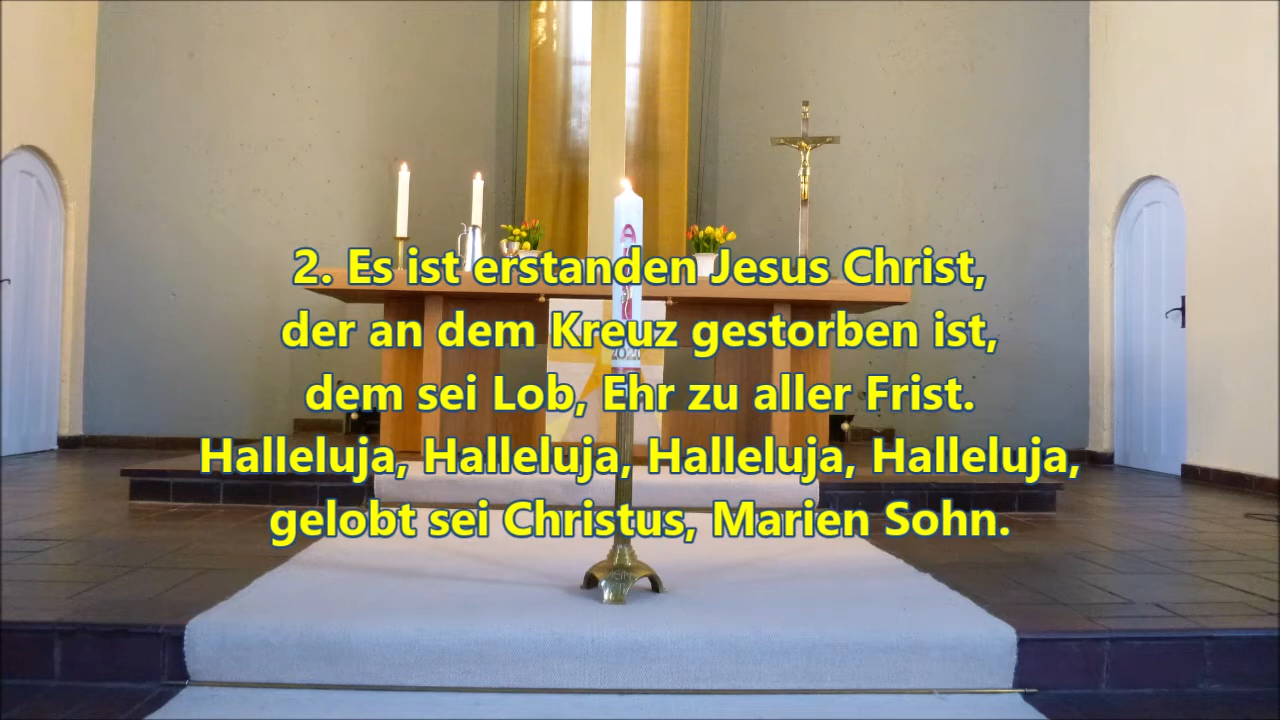 2. Es ist erstanden Jesus Christ,
der an dem Kreuz gestorben ist,
dem sei Lob, Ehr zu aller Frist.
Halleluja, Halleluja, Halleluja, Halleluja,
gelobt sei Christus, Marien Sohn.
2020